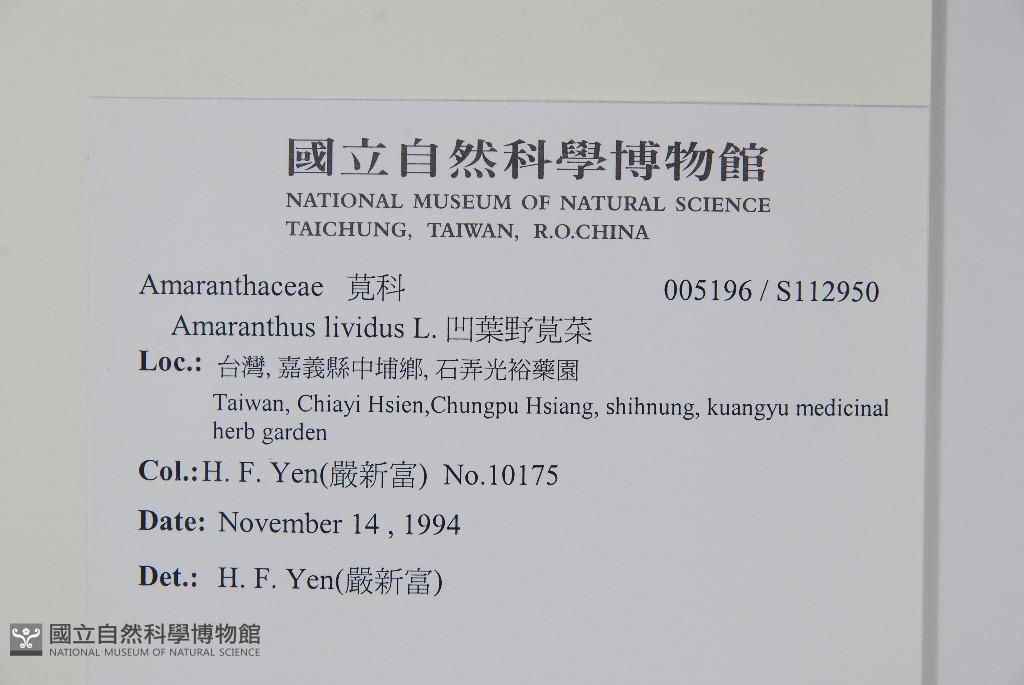 國立自然科學博物館
NATIONAL MUSEUM OF NATURAL SCIENCE
TAICHUNG, TAIWAN, R.O.CHINA
Amaranthaceae 莧科 005196 / S112950
Amaranthus lividus L. 凹葉野莧菜
Loc.: 台灣, 嘉義縣中埔鄉, 石弄光裕藥園
Taiwan, Chiayi Hsien,Chungpu Hsiang, shihnung, kuangyu medicinal
herb garden
Col.:H. F. Yen(嚴新富) No.10175
Date: November 14 , 1994
Det.: H. F. Yen(嚴新富)
國立自然科學博物館
NATIONAL MUSEUM OF NATURAL SCIENCE